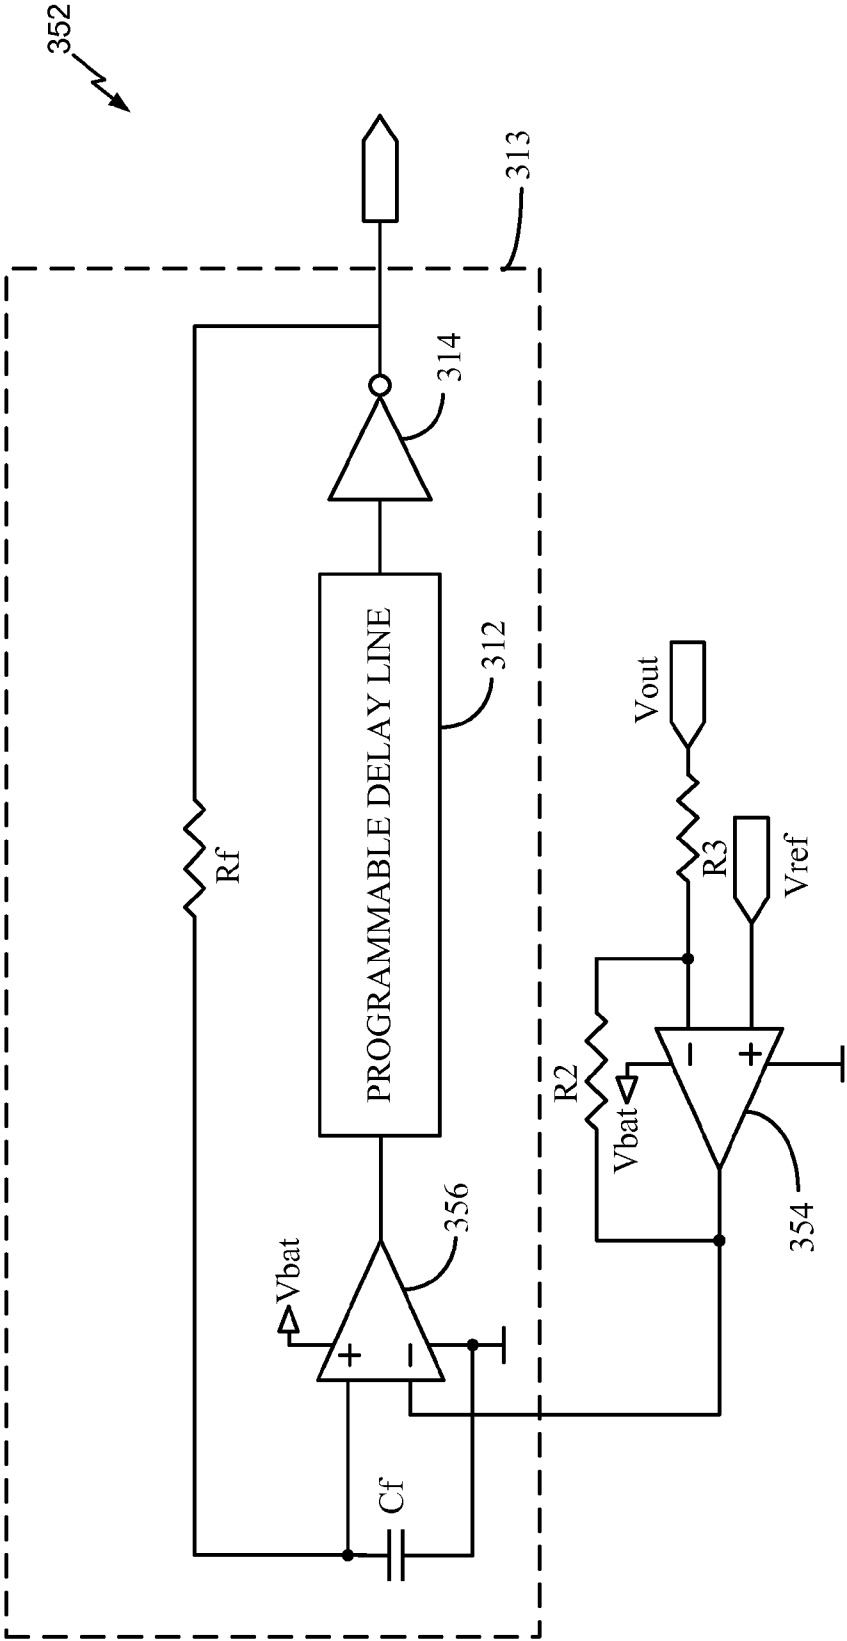 352
313
Rf
314
PROGRAMMABLE DELAY LINE
312
Vbat
+
−
356
Cf
Vout
R3
Vref
R2
Vbat
−
+
354